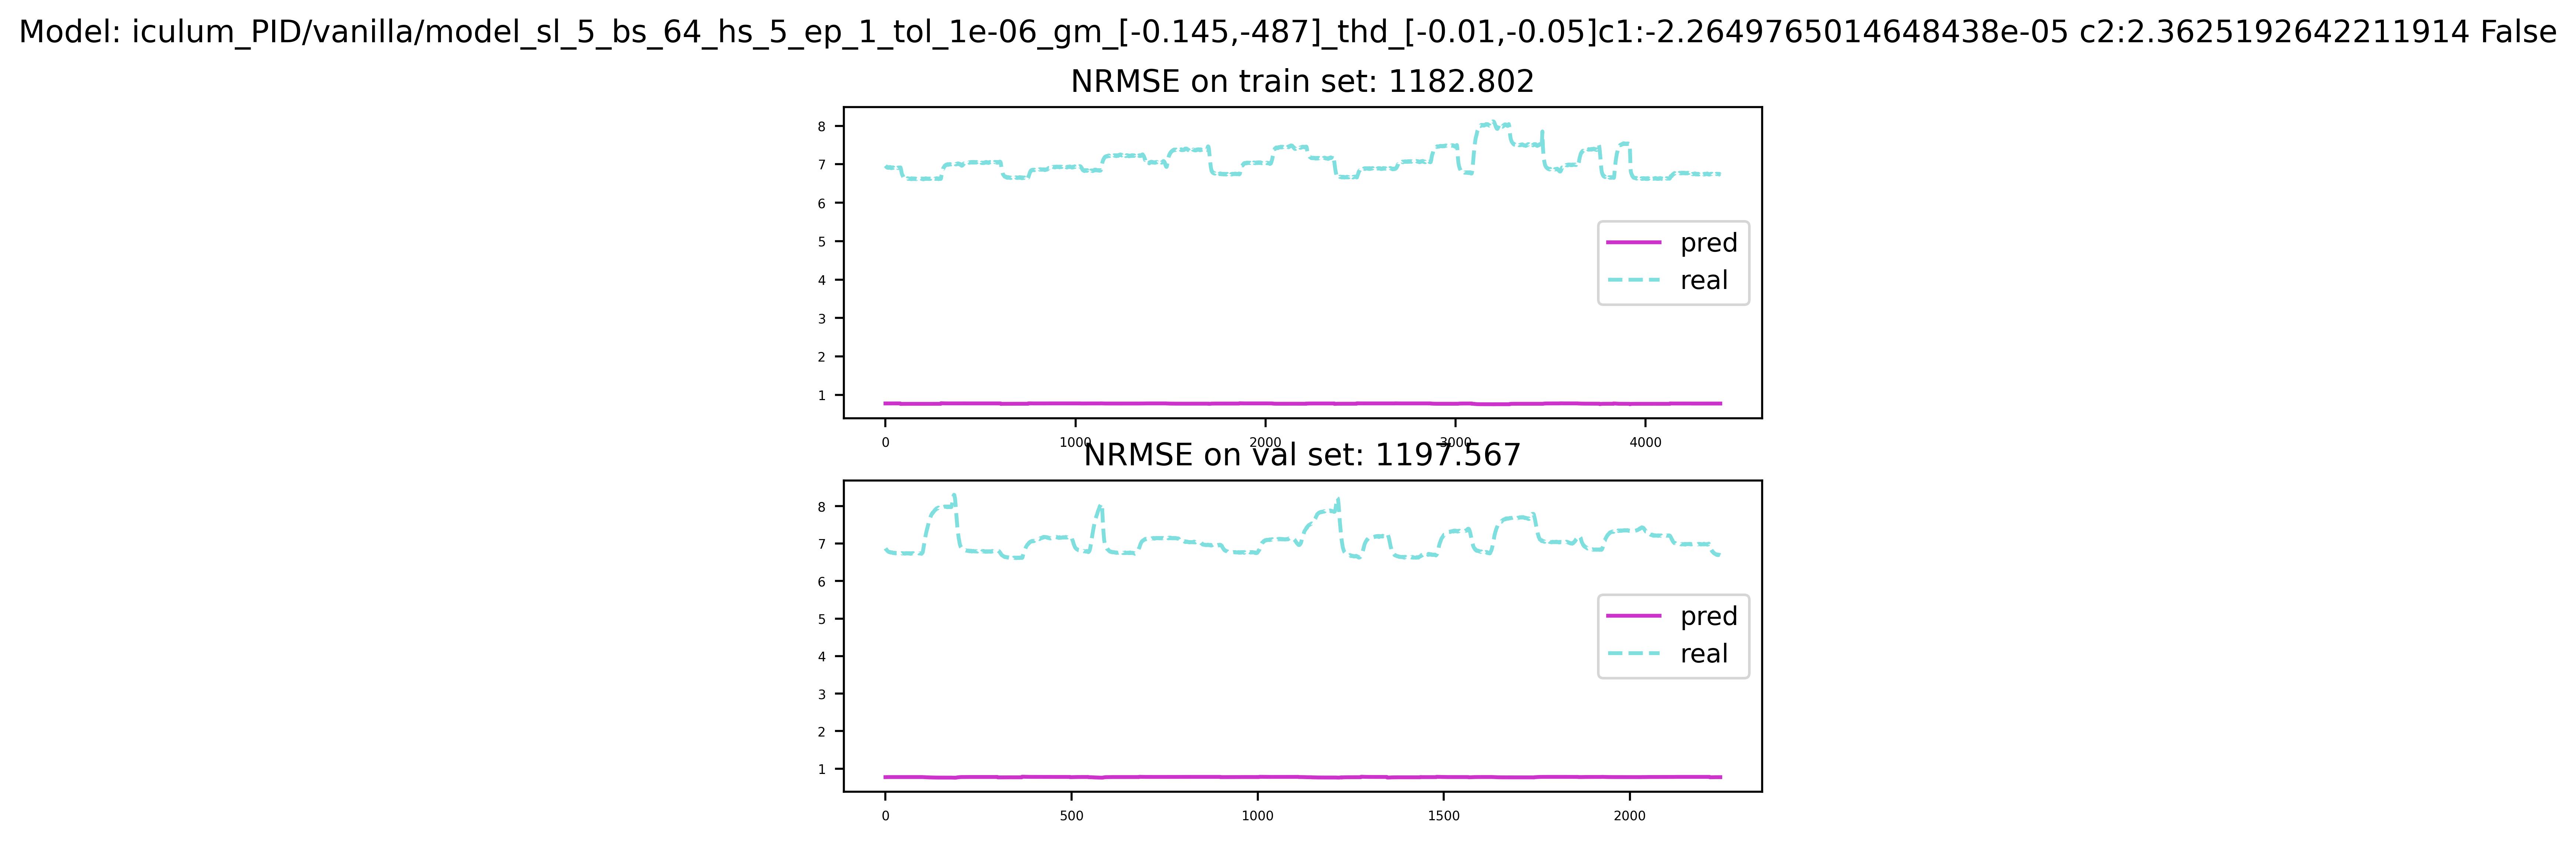 Model: iculum_PID/vanilla/model_sl_5_bs_64_hs_5_ep_1_tol_1e-06_gm_[-0.145,-487]_thd_[-0.01,-0.05]c1:-2.2649765014648438e-05 c2:2.3625192642211914 False
NRMSE on train set: 1182.802
8
7
6
5
4
3
2
1
pred
real
0 1000 2000 3000 4000
NRMSE on val set: 1197.567
8
7
6
5
4
3
2
1
pred
real
0 500 1000 1500 2000